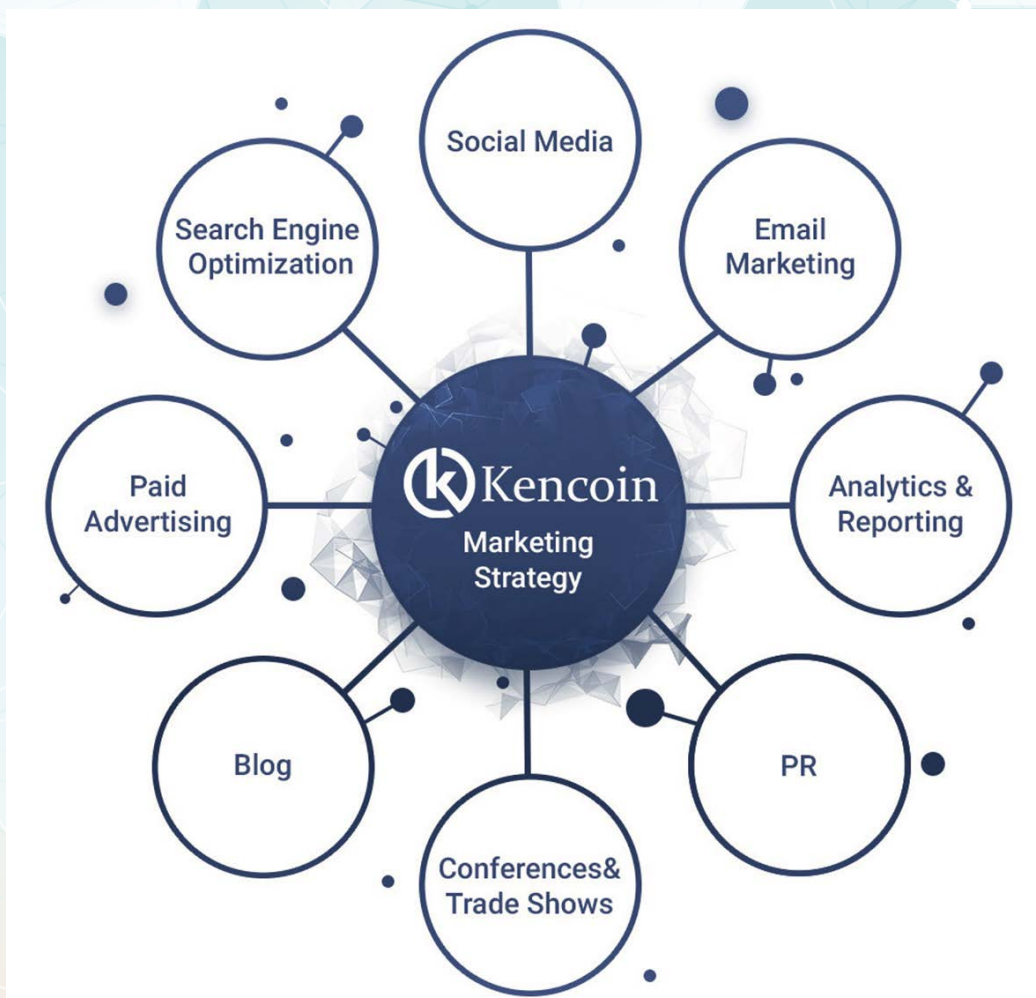 Social Media
Search Engine
Optimization
Email
Marketing
Paid
Advertising
k Kencoin
Marketing
Strategy
Analytics &
Reporting
Blog
PR
Conferences&
Trade Shows